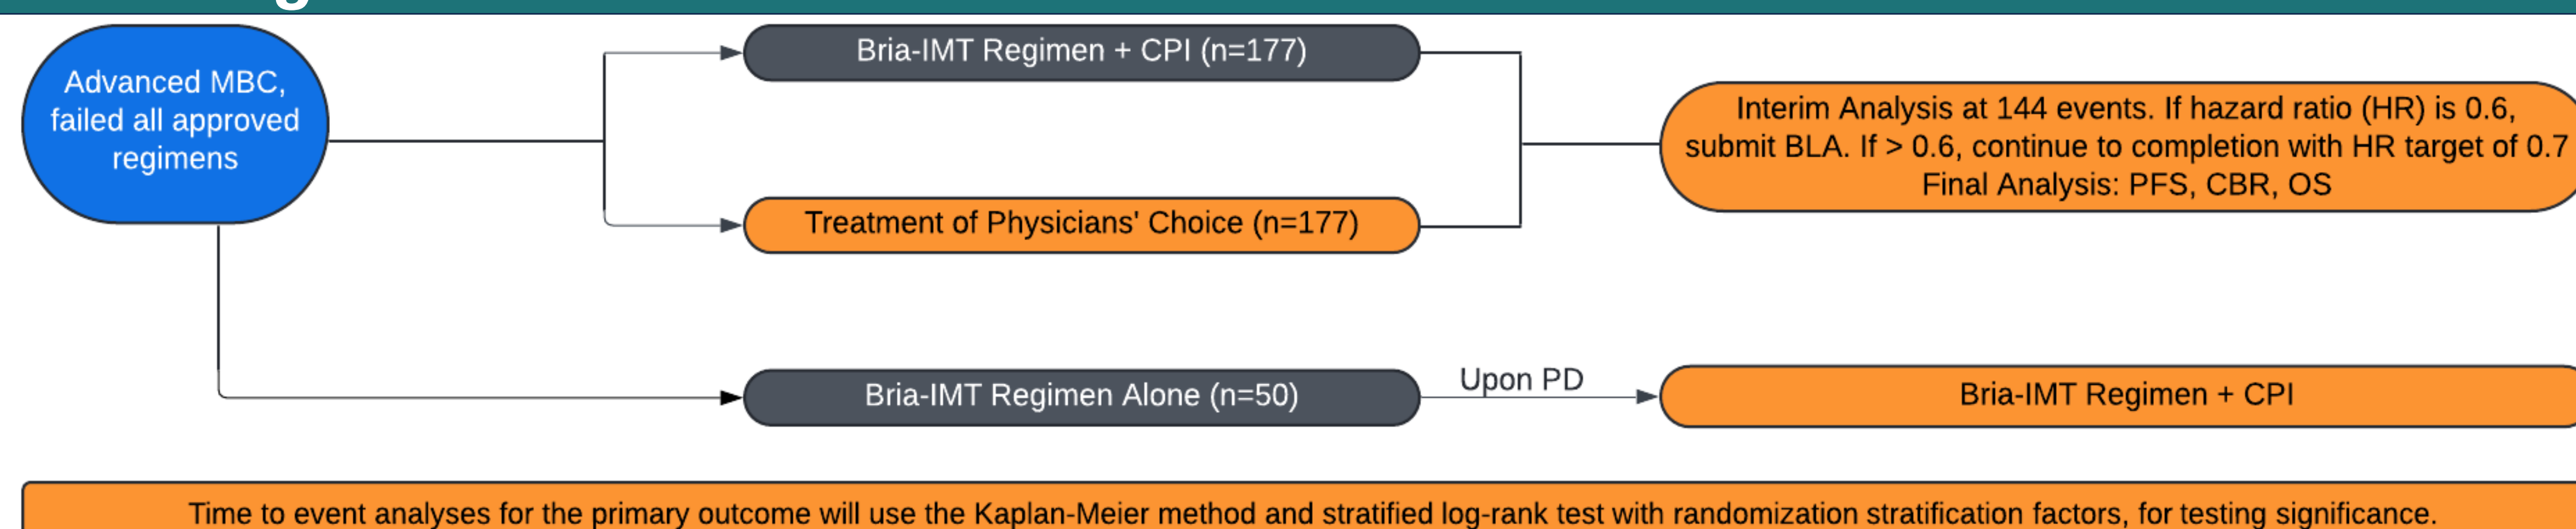 Advanced MBC,
failed all approved
regimens
Bria-IMT Regimen + CPI (n=177)
Treatment of Physicians' Choice (n=177)
Interim Analysis at 144 events. If hazard ratio (HR) is 0.6,
submit BLA. If > 0.6, continue to completion with HR target of 0.7
Final Analysis: PFS, CBR, OS
Bria-IMT Regimen Alone (n=50)
Upon PD
Bria-IMT Regimen + CPI
Time to event analyses for the primary outcome will use the Kaplan-Meier method and stratified log-rank test with randomization stratification factors, for testing significance.